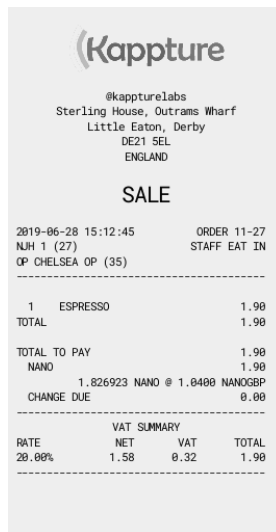 Kappture
@kappturelabs
Sterling House, Outrams Wharf
Little Eaton, Derby
DE21 5EL
ENGLAND
SALE
2019-06-28 15:12:45 ORDER 11-27
NJH 1 (27) STAFF EAT IN
OP CHELSEA OP (35)
1 ESPRESSO 1.90
TOTAL 1.90
TOTAL TO PAY 1.90
NANO 1.90
1.826923 NANO @ 1.0400 NANOGBP
CHANGE DUE 0.00
VAT SUMMARY
RATE NET VAT TOTAL
20.00% 1.58 0.32 1.90